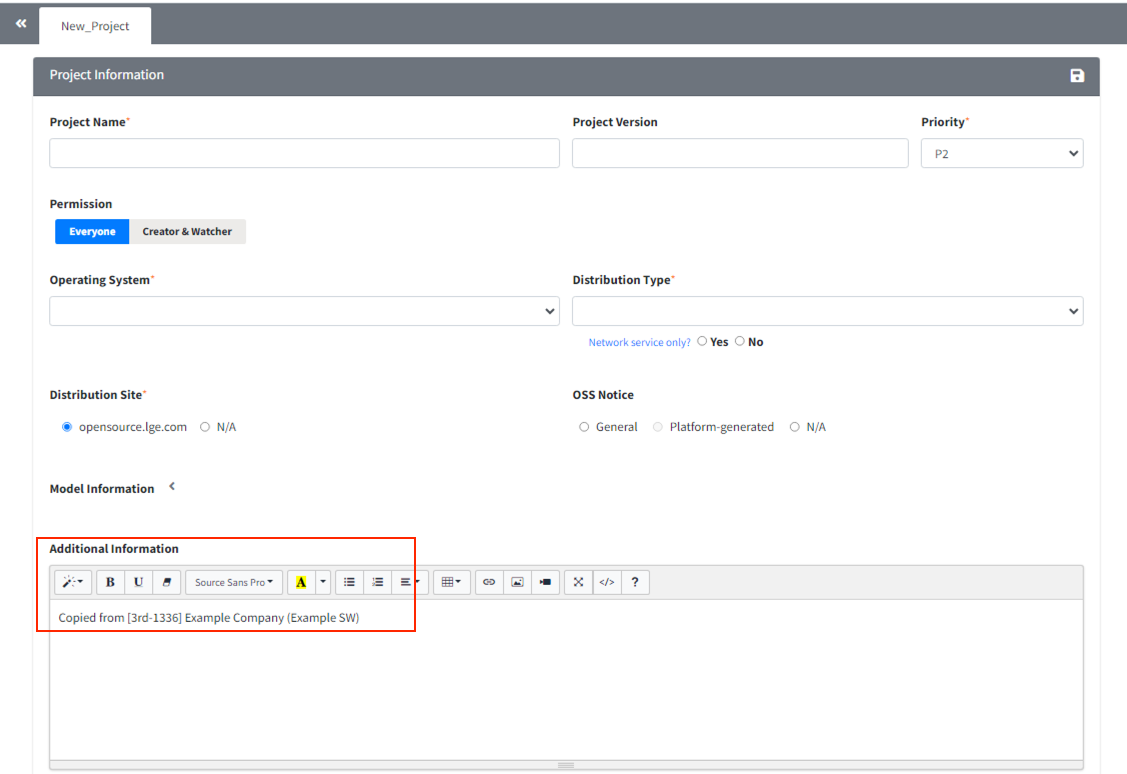 New_Project
Project Information
Project Name* Project Version Priority*
P2
Permission
Everyone Creator & Watcher
Operating System* Distribution Type*
Network service only? Yes No
Distribution Site* OSS Notice
opensource.lge.com N/A General Platform-generated N/A
Model Information
Additional Information
B U Source Sans Pro A </> ?
Copied from [3rd-1336] Example Company (Example SW)